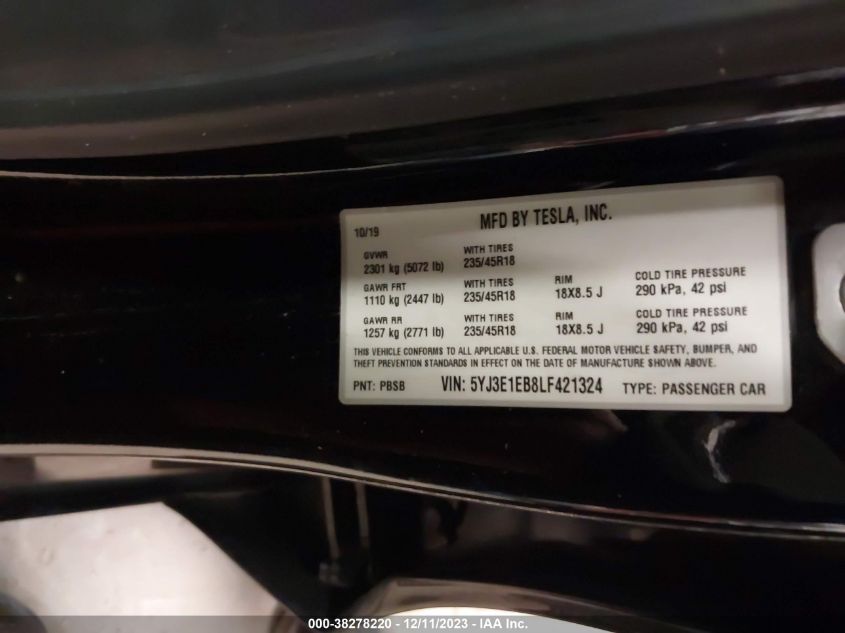 MFD BY TESLA, INC.
10/19
GVWR WITH TIRES
2301 kg (5072 lb) 235/45R18
GAWR FRT WITH TIRES RIM COLD TIRE PRESSURE
1110 kg (2447 lb) 235/45R18 18X8.5 J 290 kPa, 42 psi
GAWR RR WITH TIRES RIM COLD TIRE PRESSURE
1257 kg (2771 lb) 235/45R18 18X8.5 J 290 kPa, 42 psi
THIS VEHICLE CONFORMS TO ALL APPLICABLE U.S. FEDERAL MOTOR VEHICLE SAFETY, BUMPER, AND
THEFT PREVENTION STANDARDS IN EFFECT ON THE DATE OF MANUFACTURE SHOWN ABOVE.
PNT: PBSB VIN: 5YJ3E1EB8LF421324 TYPE: PASSENGER CAR
000-38278220 - 12/11/2023 - IAA Inc.